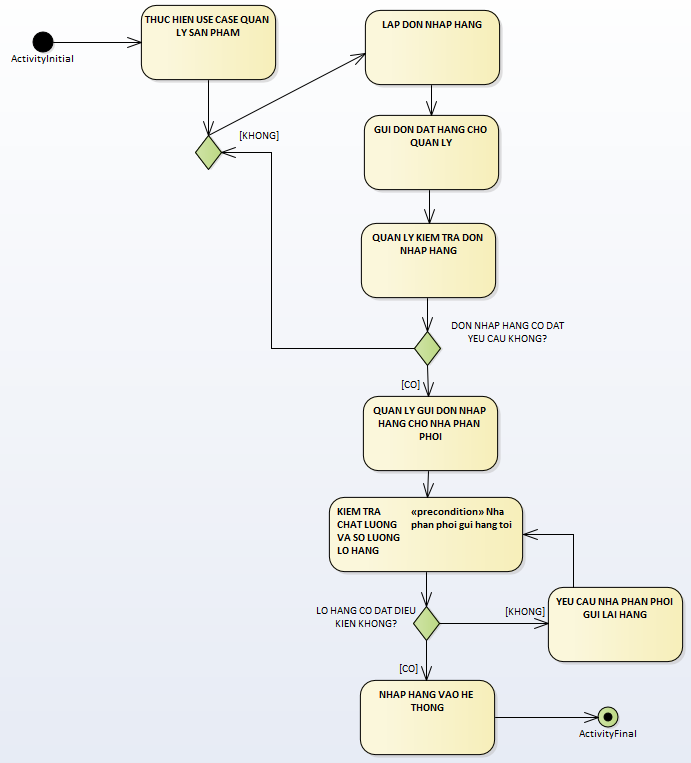 ActivityInitial
THUC HIEN USE CASE QUAN
LY SAN PHAM
LAP DON NHAP HANG
[KHONG]
GUI DON DAT HANG CHO
QUAN LY
QUAN LY KIEM TRA DON
NHAP HANG
DON NHAP HANG CO DAT
YEU CAU KHONG?
[CO]
QUAN LY GUI DON NHAP
HANG CHO NHA PHAN
PHOI
KIEM TRA
CHAT LUONG
VA SO LUONG
LO HANG
«precondition» Nha
phan phoi gui hang toi
LO HANG CO DAT DIEU
KIEN KHONG?
[KHONG]
YEU CAU NHA PHAN PHOI
GUI LAI HANG
[CO]
NHAP HANG VAO HE
THONG
ActivityFinal